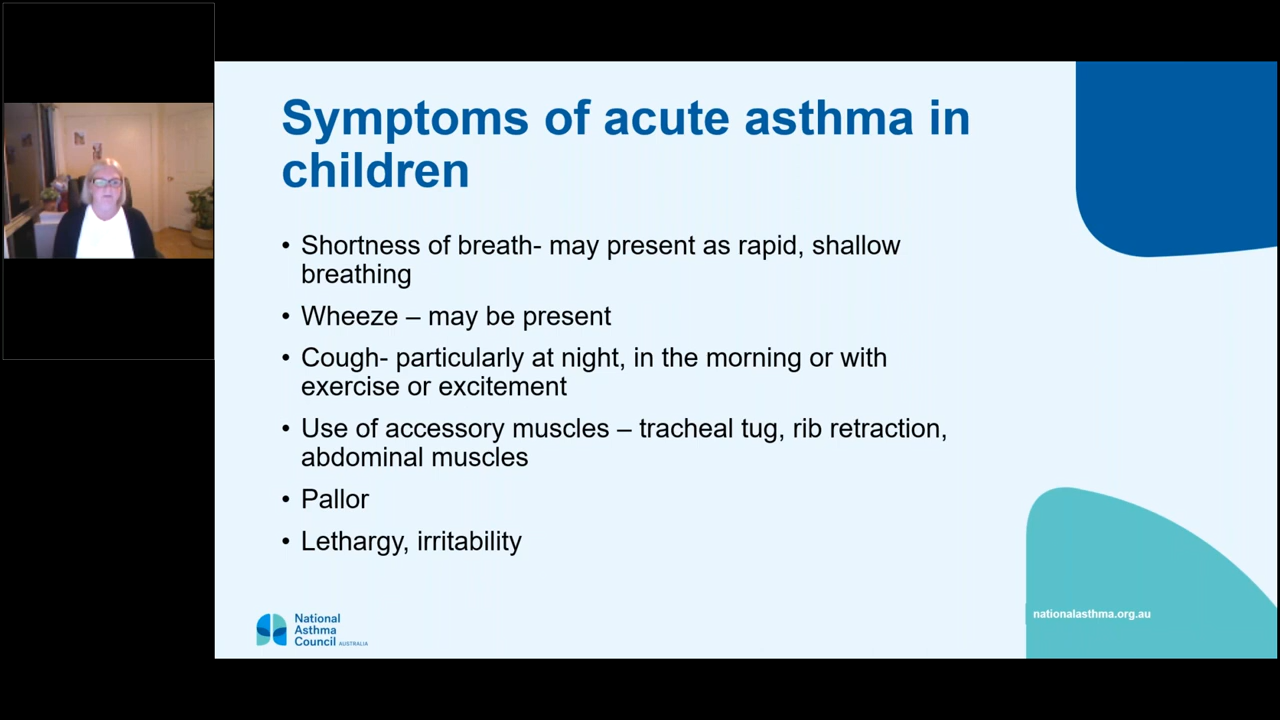 Symptoms of acute asthma in
children
• Shortness of breath- may present as rapid, shallow
breathing
• Wheeze – may be present
• Cough- particularly at night, in the morning or with
exercise or excitement
• Use of accessory muscles – tracheal tug, rib retraction,
abdominal muscles
• Pallor
• Lethargy, irritability
National
Asthma
Council AUSTRALIA
nationalasthma.org.au